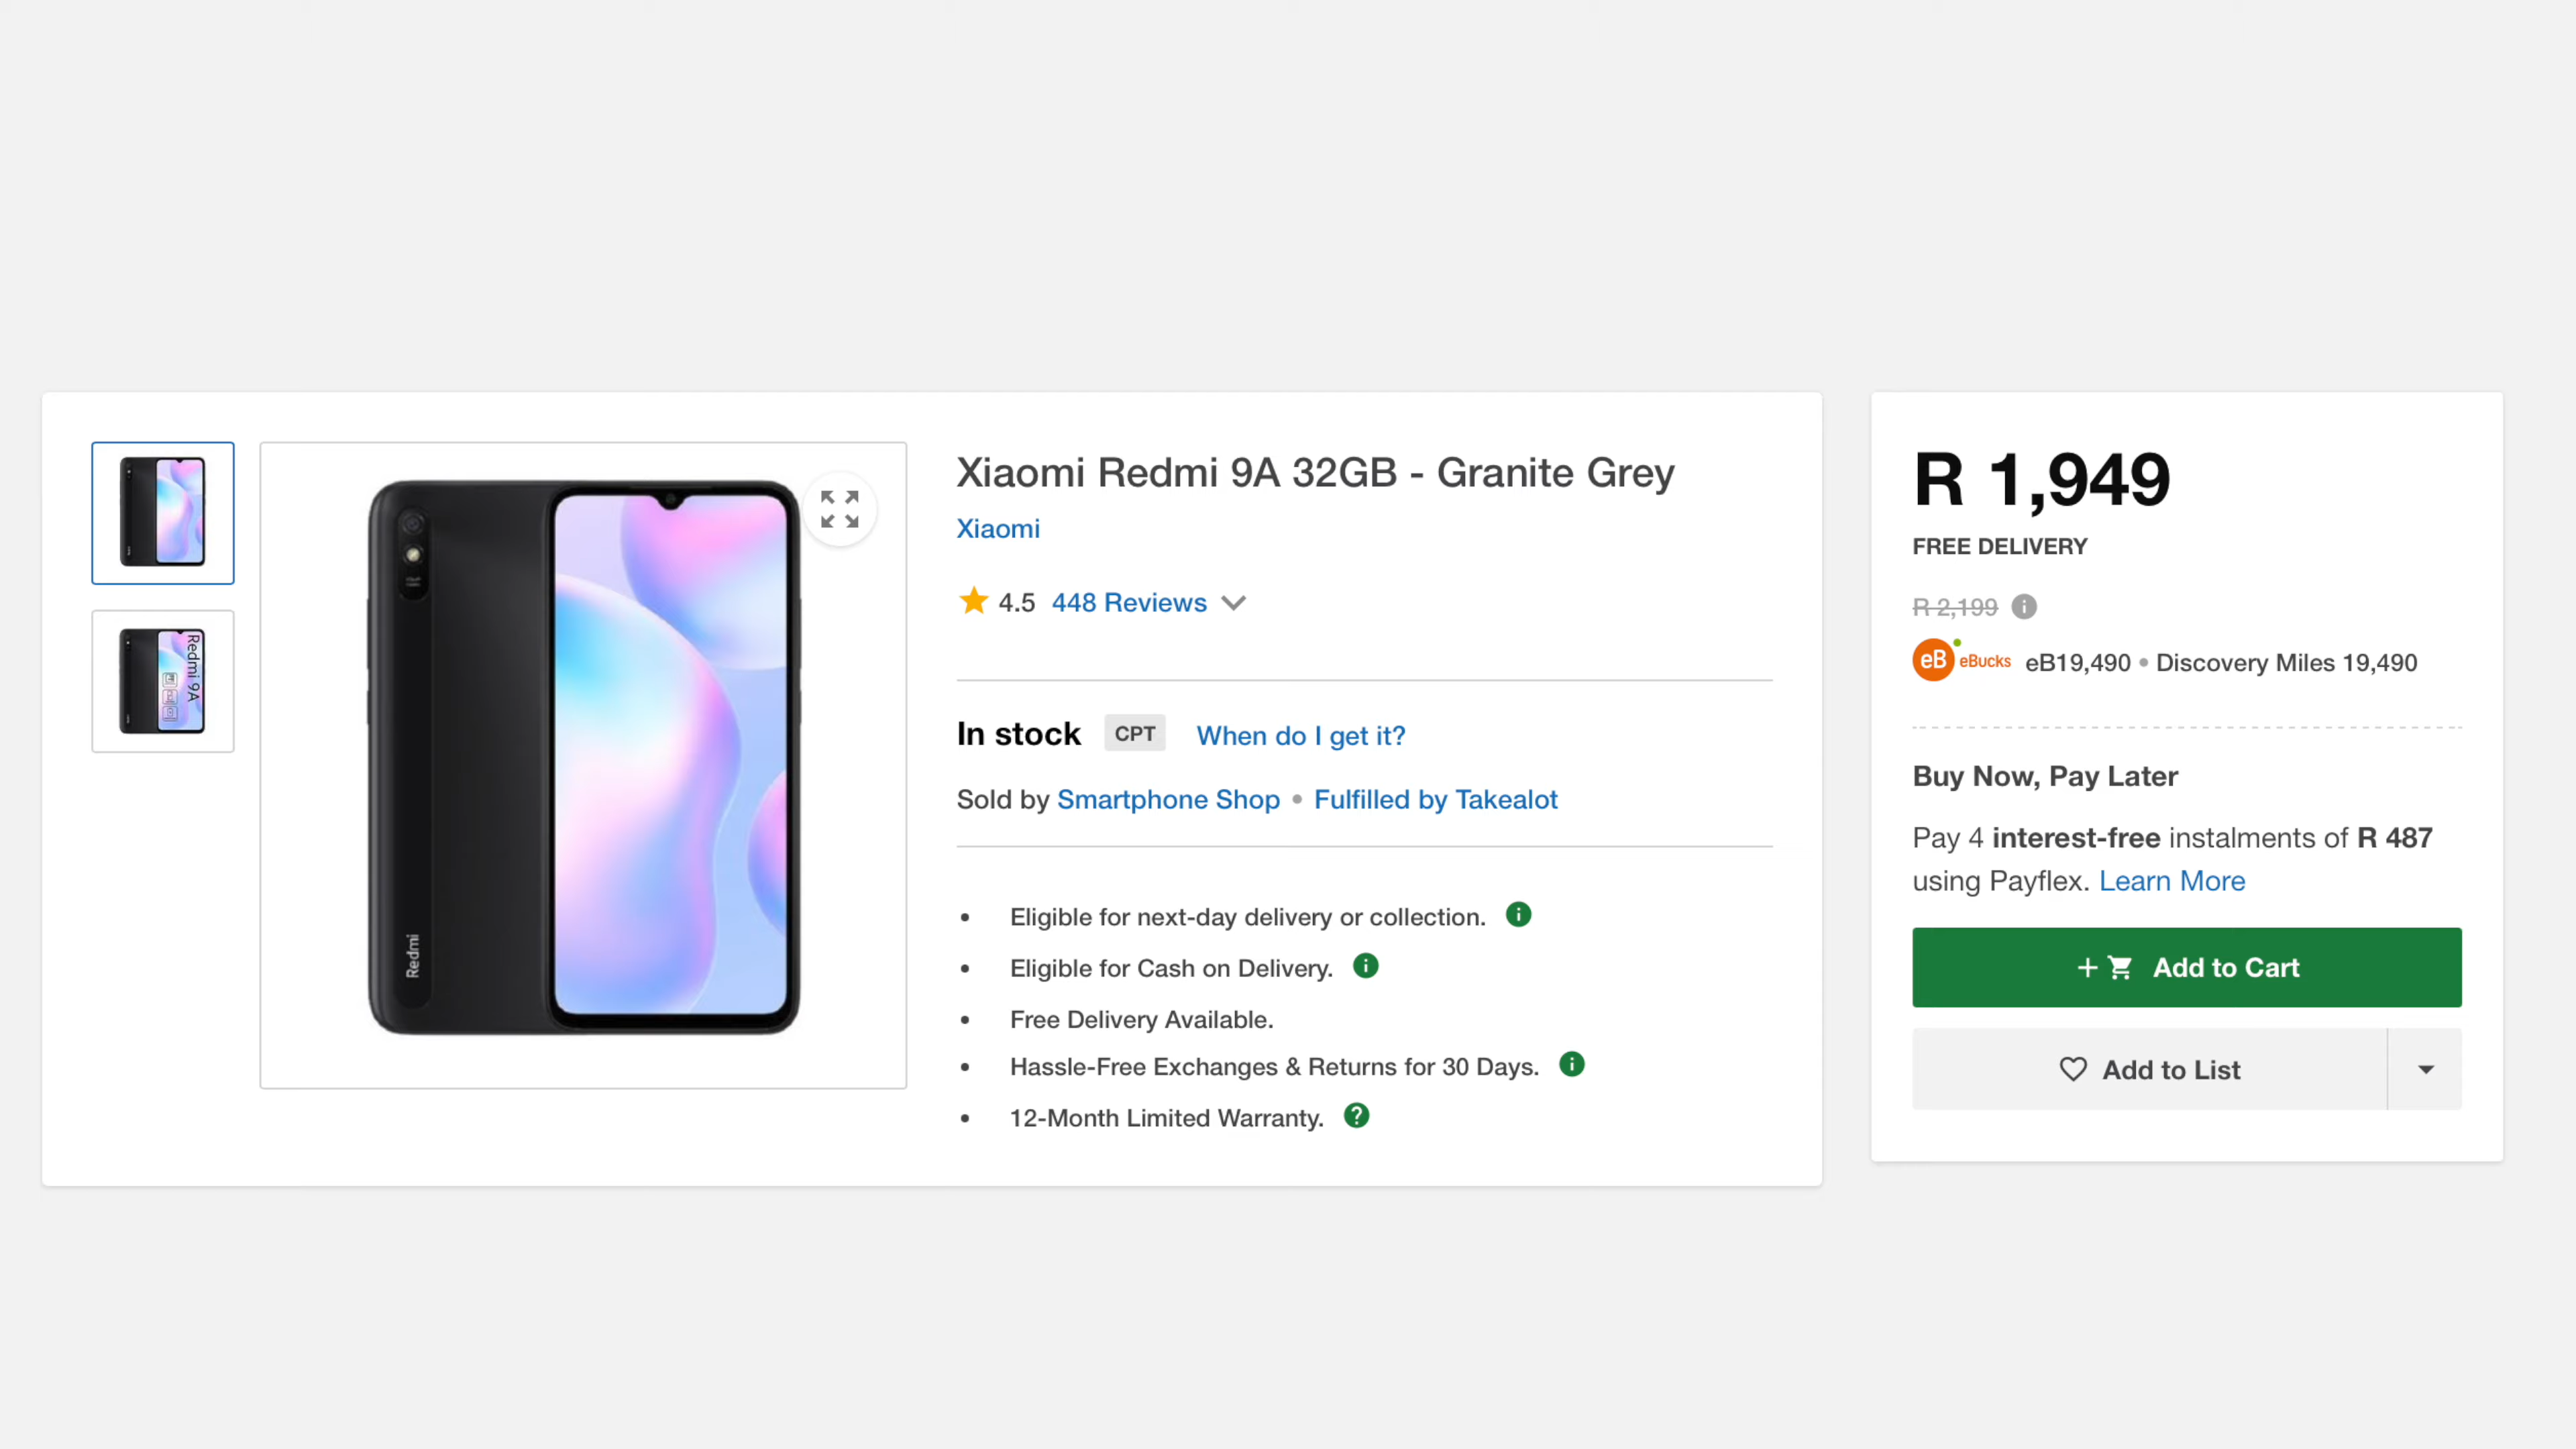 Redmi 9A
Redmi
Xiaomi Redmi 9A 32GB - Granite Grey
Xiaomi
4.5 448 Reviews
In stock CPT When do I get it?
Sold by Smartphone Shop • Fulfilled by Takealot
• Eligible for next-day delivery or collection.
• Eligible for Cash on Delivery.
• Free Delivery Available.
• Hassle-Free Exchanges & Returns for 30 Days.
• 12-Month Limited Warranty.
R 1,949
FREE DELIVERY
R 2,199
eB eBucks eB19,490 • Discovery Miles 19,490
Buy Now, Pay Later
Pay 4 interest-free instalments of R 487
using Payflex. Learn More
+ Add to Cart
Add to List